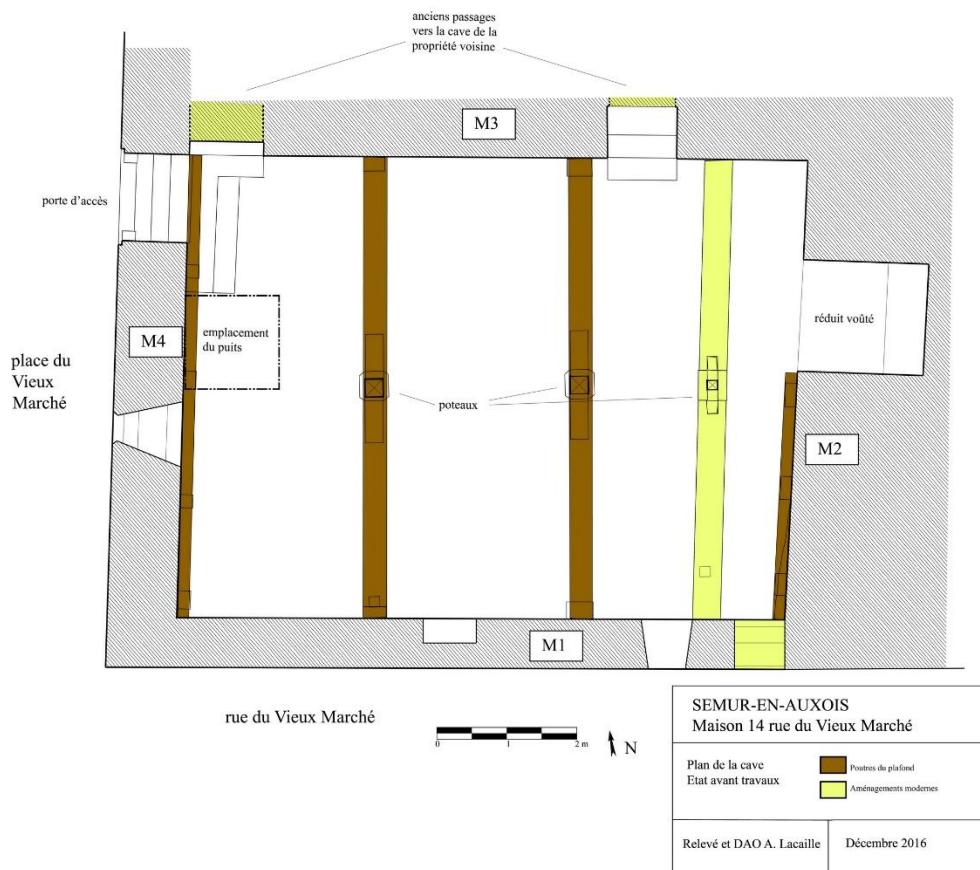 anciens passages
vers la cave de la
propriété voisine
M3
porte d'accès
M4
emplacement
du puits
réduit voûté
place du
Vieux
Marché
poteaux
M2
M1
rue du Vieux Marché
0 1 2 m
N
SEMUR-EN-AUXOIS
Maison 14 rue du Vieux Marché
Plan de la cave
Etat avant travaux
Poutres du plafond
Aménagements modernes
Relevé et DAO A. Lacaille
Décembre 2016